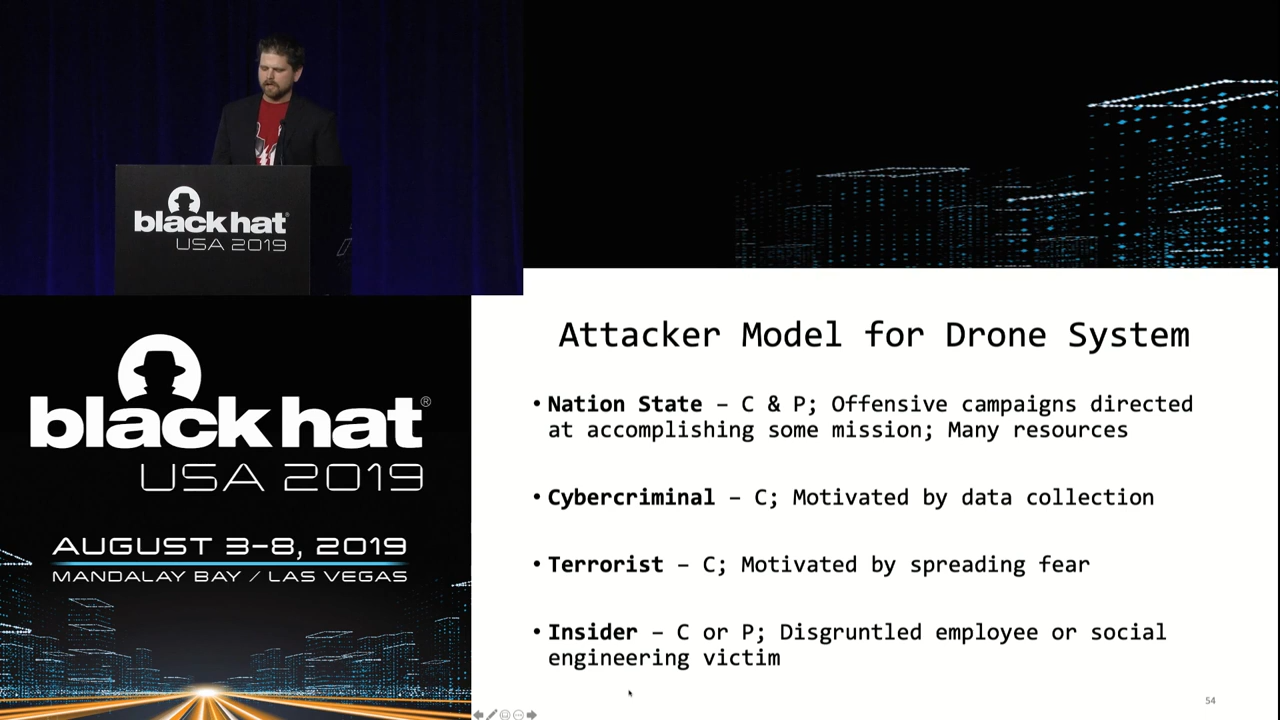 black hat®
USA 2019
black hat®
USA 2019
AUGUST 3-8, 2019
MANDALAY BAY / LAS VEGAS
Attacker Model for Drone System
• Nation State – C & P; Offensive campaigns directed
at accomplishing some mission; Many resources
• Cybercriminal – C; Motivated by data collection
• Terrorist – C; Motivated by spreading fear
• Insider – C or P; Disgruntled employee or social
engineering victim
54